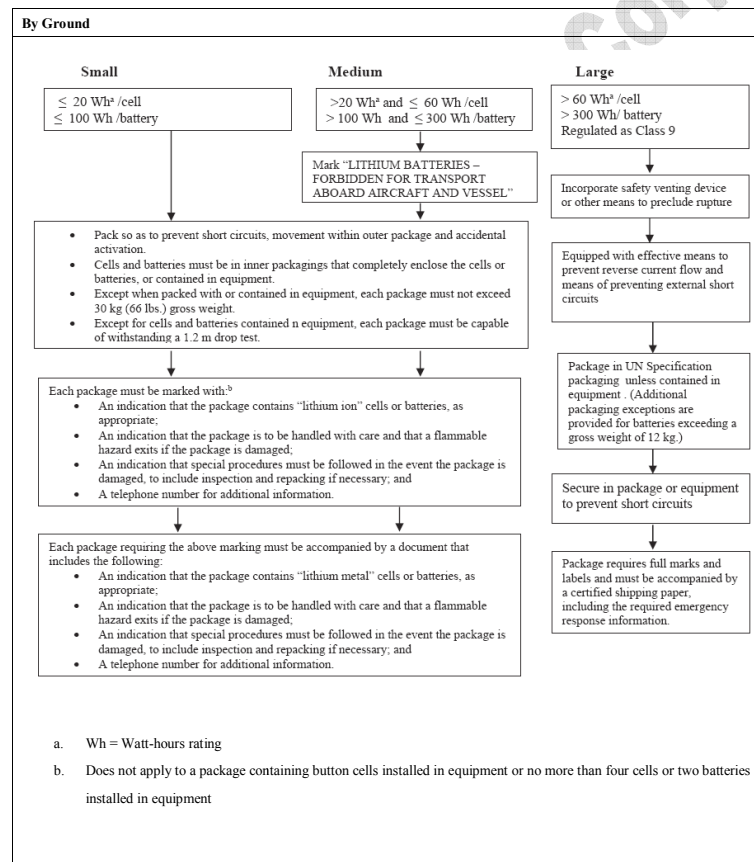 By Ground
Small
≤ 20 Whᵃ /cell
≤ 100 Wh /battery
Medium
>20 Whᵃ and ≤ 60 Wh /cell
> 100 Wh and ≤ 300 Wh /battery
Mark “LITHIUM BATTERIES –
FORBIDDEN FOR TRANSPORT
ABOARD AIRCRAFT AND VESSEL”
• Pack so as to prevent short circuits, movement within outer package and accidental
activation.
• Cells and batteries must be in inner packagings that completely enclose the cells or
batteries, or contained in equipment.
• Except when packed with or contained in equipment, each package must not exceed
30 kg (66 lbs.) gross weight.
• Except for cells and batteries contained n equipment, each package must be capable
of withstanding a 1.2 m drop test.
Each package must be marked with:ᵇ
• An indication that the package contains “lithium ion” cells or batteries, as
appropriate;
• An indication that the package is to be handled with care and that a flammable
hazard exits if the package is damaged;
• An indication that special procedures must be followed in the event the package is
damaged, to include inspection and repacking if necessary; and
• A telephone number for additional information.
Each package requiring the above marking must be accompanied by a document that
includes the following:
• An indication that the package contains “lithium metal” cells or batteries, as
appropriate;
• An indication that the package is to be handled with care and that a flammable
hazard exits if the package is damaged;
• An indication that special procedures must be followed in the event the package is
damaged, to include inspection and repacking if necessary; and
• A telephone number for additional information.
Large
> 60 Whᵃ /cell
> 300 Wh/ battery
Regulated as Class 9
Incorporate safety venting device
or other means to preclude rupture
Equipped with effective means to
prevent reverse current flow and
means of preventing external short
circuits
Package in UN Specification
packaging unless contained in
equipment . (Additional
packaging exceptions are
provided for batteries exceeding a
gross weight of 12 kg.)
Secure in package or equipment
to prevent short circuits
Package requires full marks and
labels and must be accompanied by
a certified shipping paper,
including the required emergency
response information.
a. Wh = Watt-hours rating
b. Does not apply to a package containing button cells installed in equipment or no more than four cells or two batteries
installed in equipment